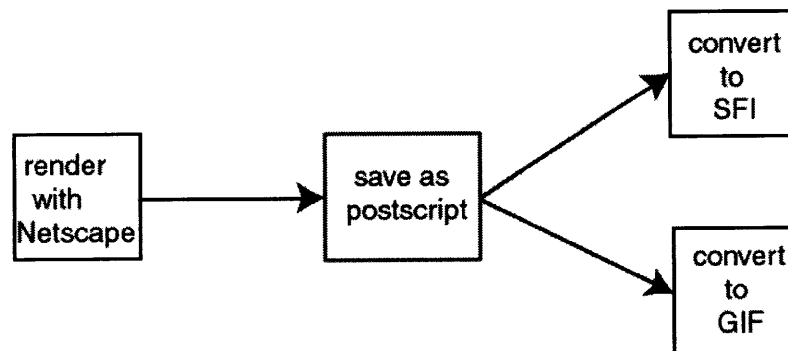 render
with
Netscape
save as
postscript
convert
to
SFI
convert
to
GIF